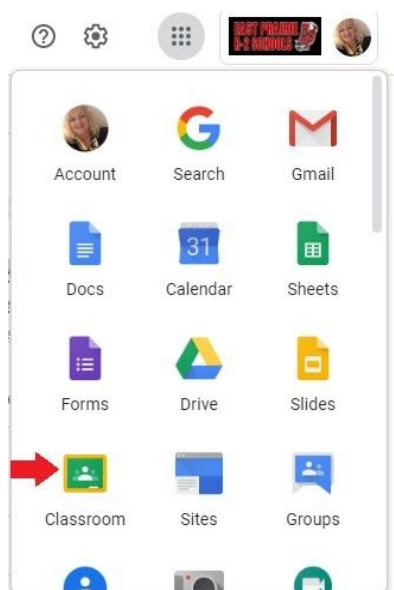 EAST PRAIRIE
R-2 SCHOOLS
Account Search Gmail
31
Docs Calendar Sheets
Forms Drive Slides
Classroom Sites Groups